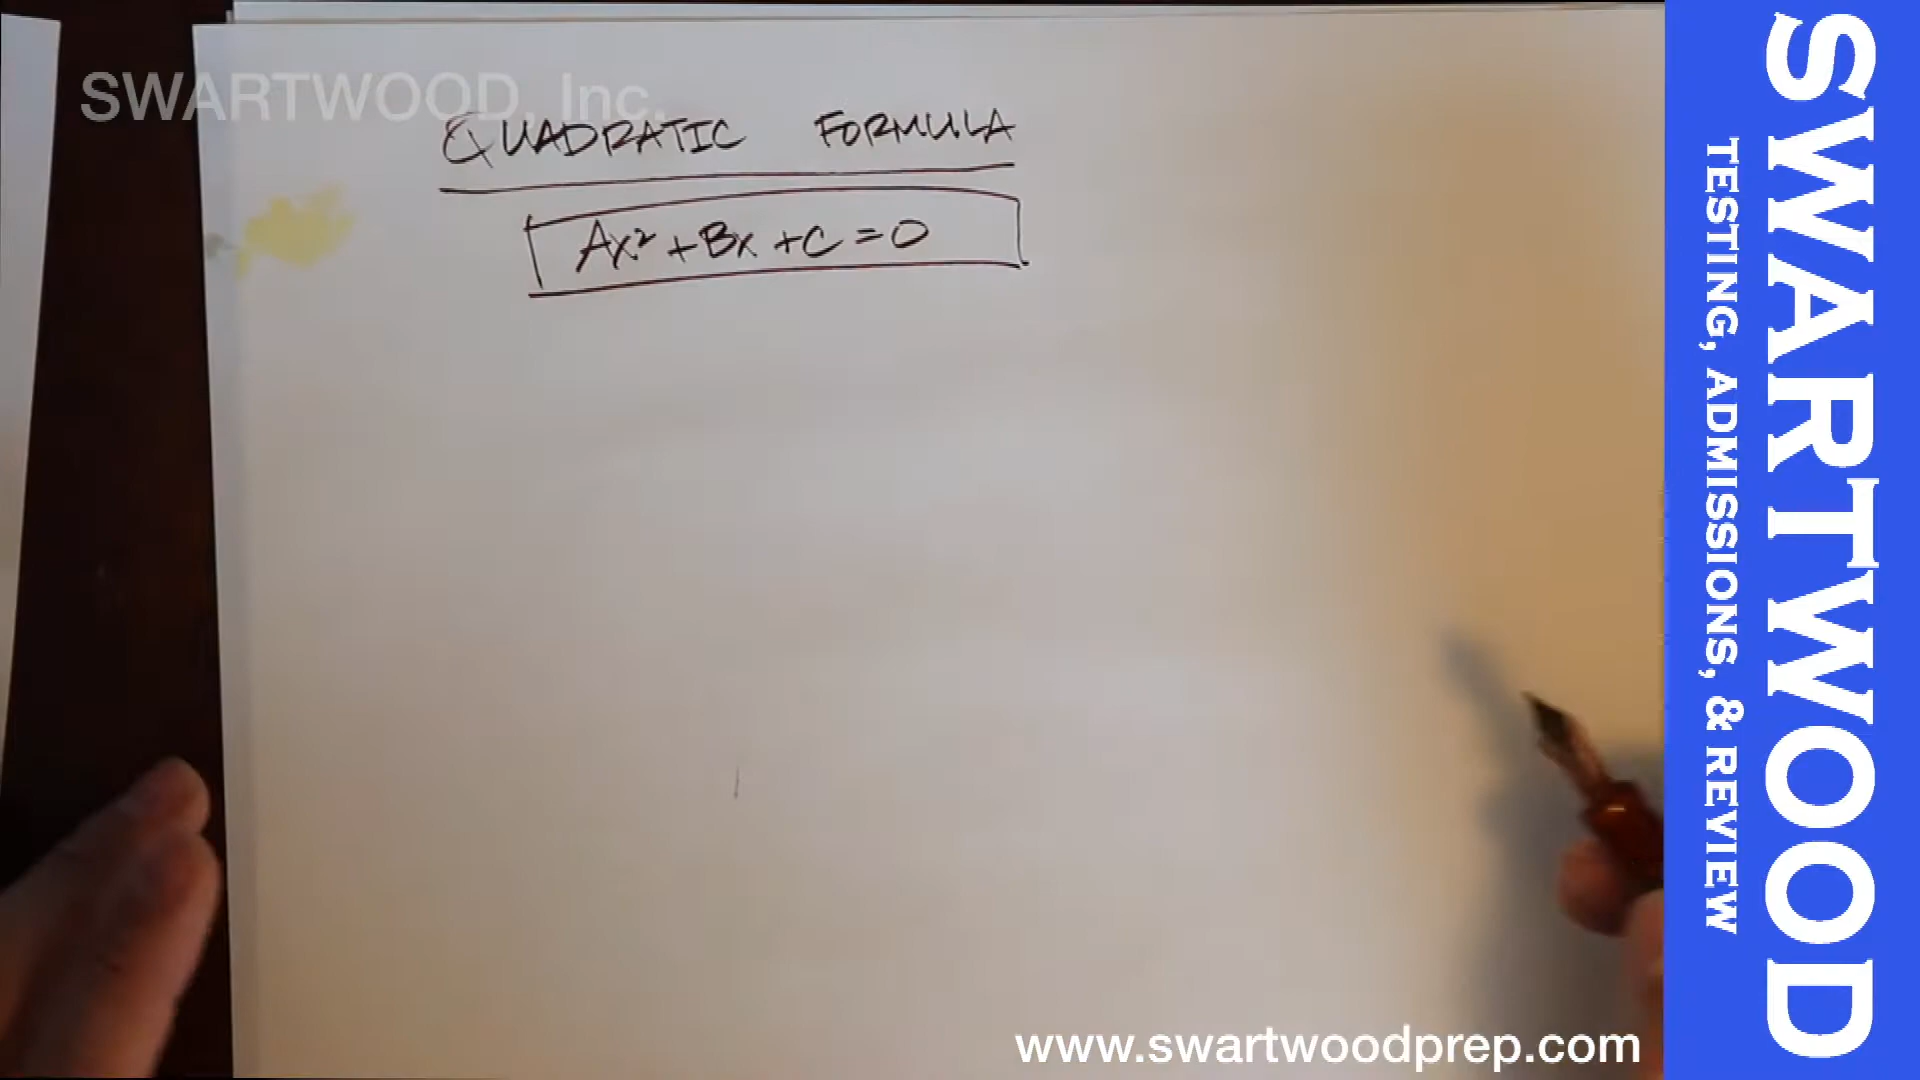 SWARTWOOD, Inc.
QUADRATIC FORMULA
Ax² + Bx + C = 0
SWARTWOOD
TESTING, ADMISSIONS, & REVIEW
www.swartwoodprep.com